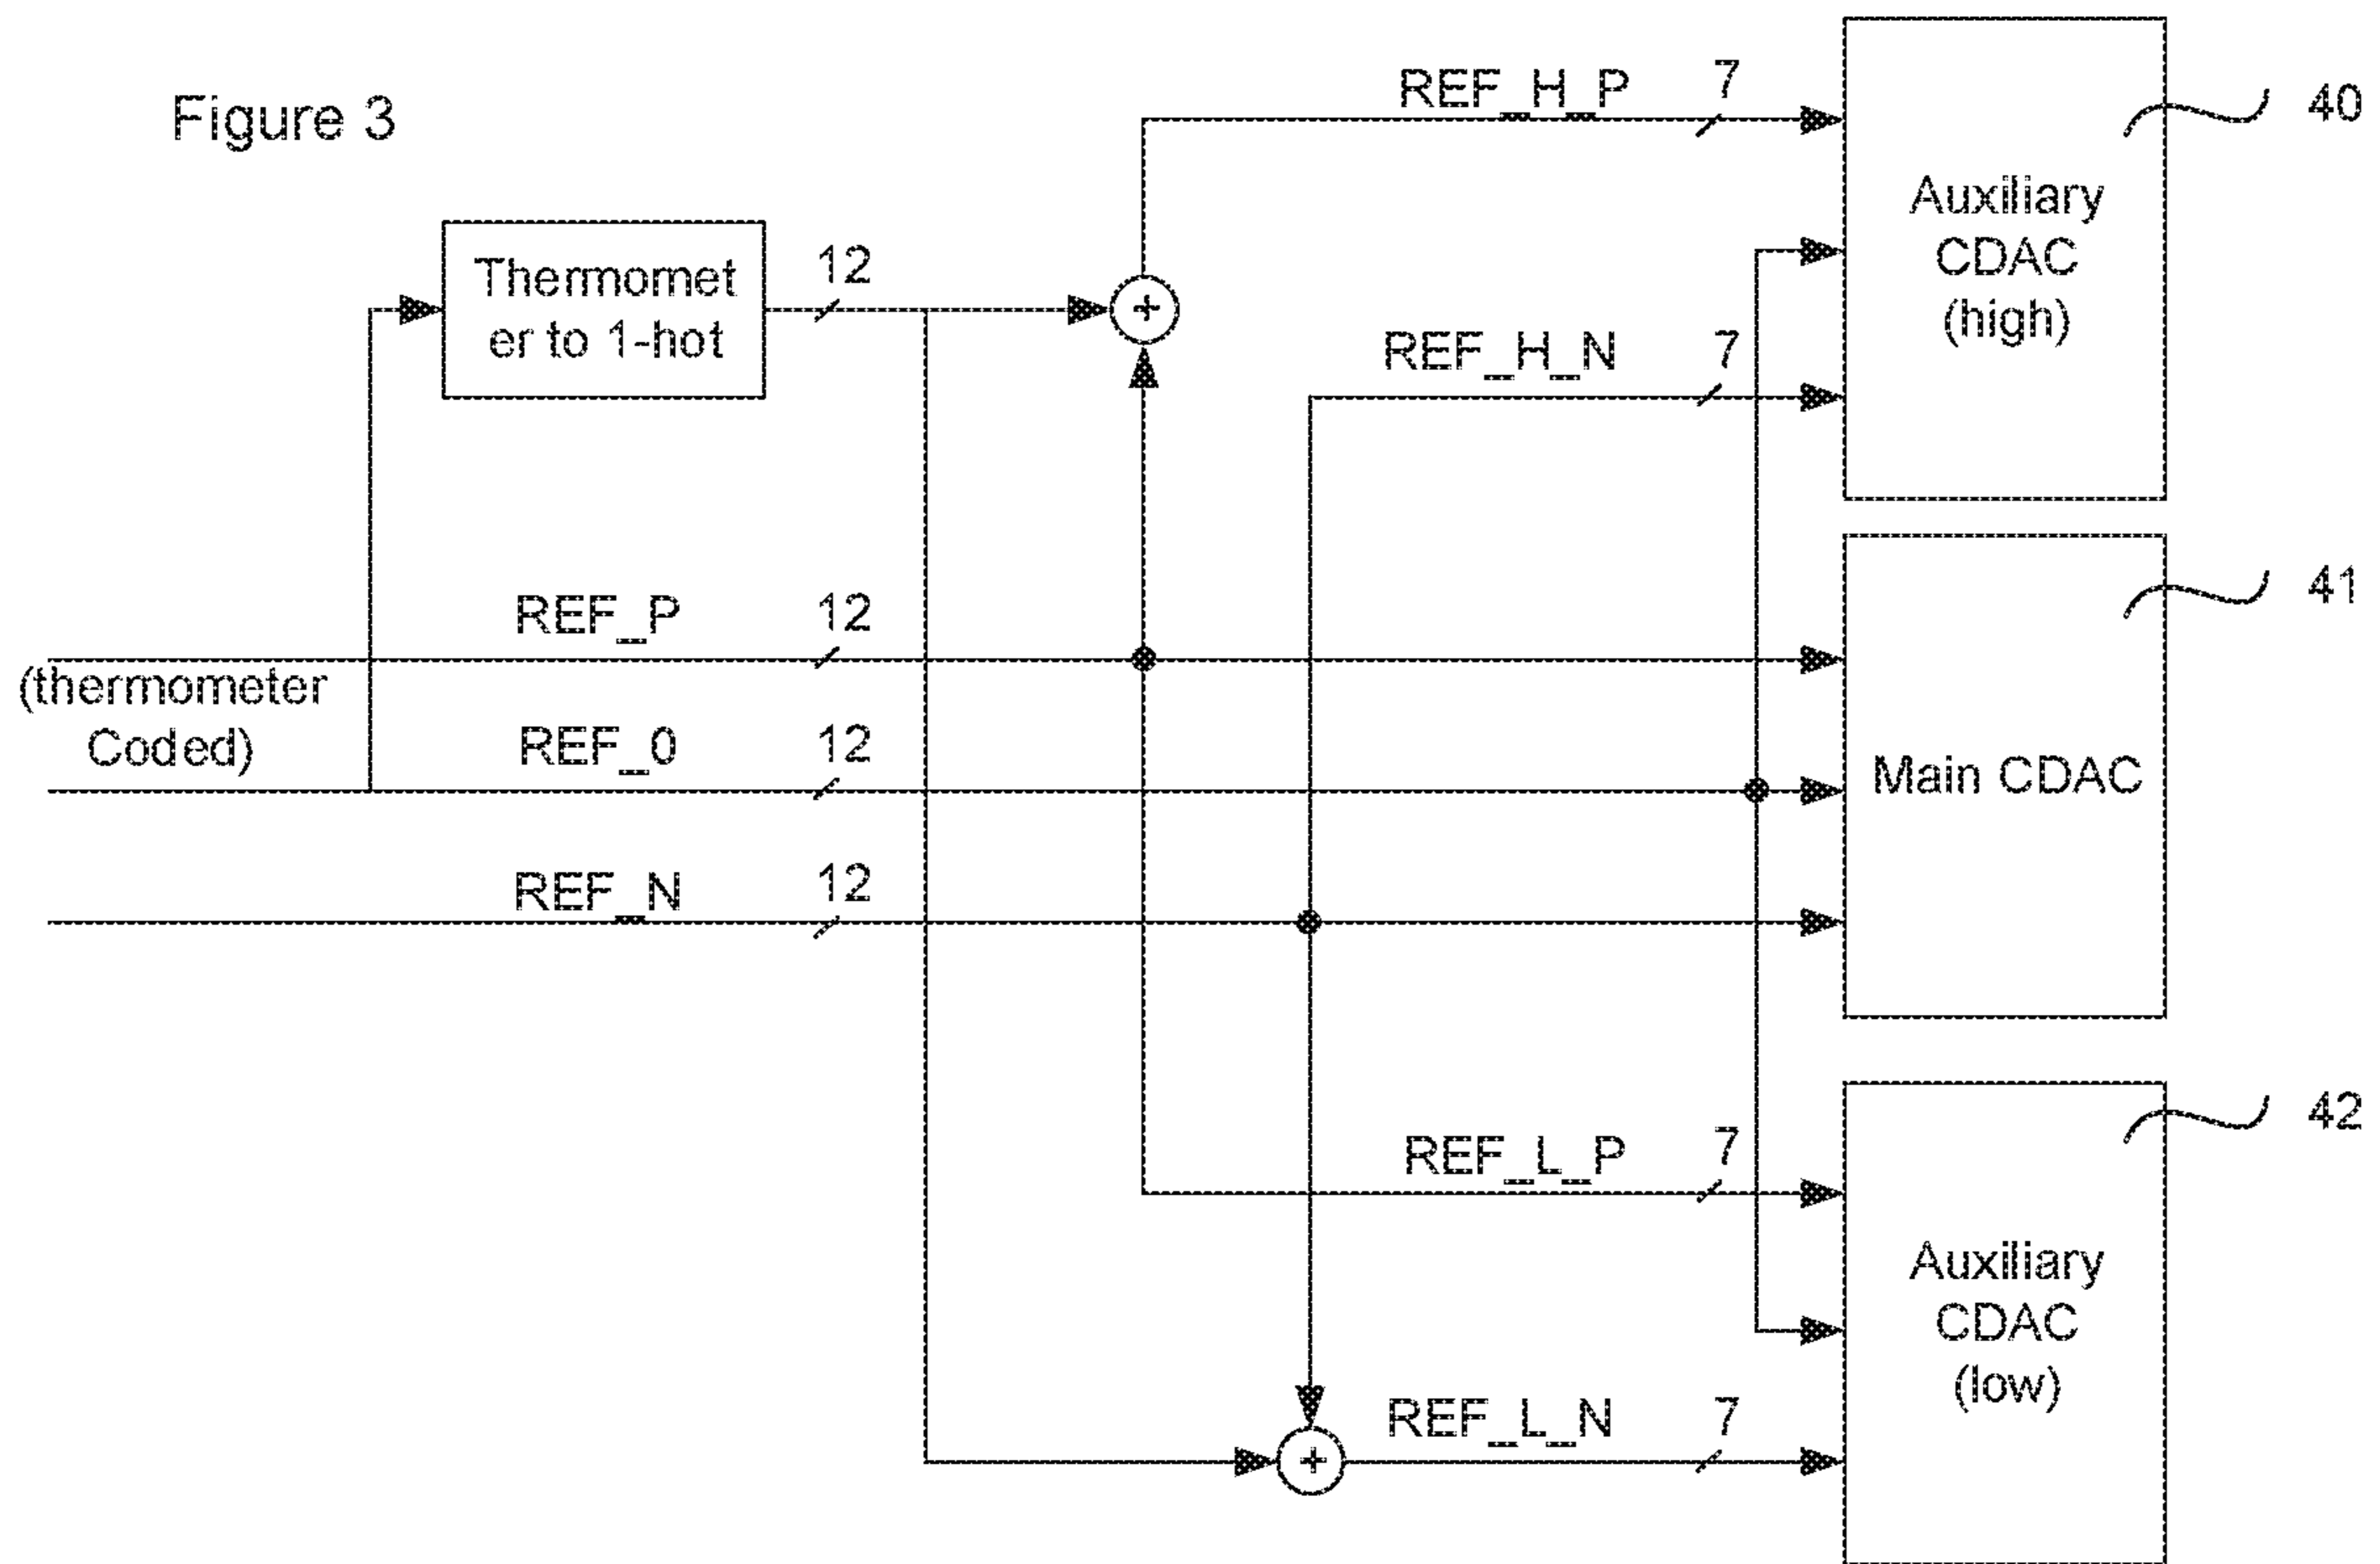 Figure 3
REF_H_P
7
40
Auxiliary
CDAC
(high)
Thermomet
er to 1-hot
12
REF_H_N
7
41
REF_P
12
(thermometer
Coded)
REF_0
12
Main CDAC
REF_N
12
42
REF_L_P
7
Auxiliary
CDAC
(low)
REF_L_N
7
+
+